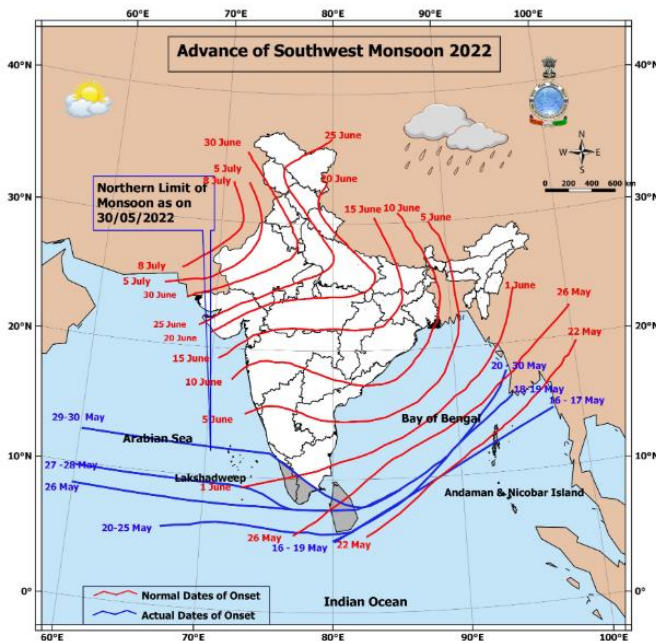 60°E 70°E 80°E 90°E 100°E
Advance of Southwest Monsoon 2022
40°N
40°N
N
W E
S
0 200 400 600 km
30 June
25 June
5 July
8 July
20 June
30°N
30°N
Northern Limit of
Monsoon as on
30/05/2022
15 June
10 June
5 June
8 July
5 July
30 June
1 June
26 May
25 June
20 June
22 May
20°N
20°N
15 June
10 June
20 - 30 May
18-19 May
16 - 17 May
5 June
29-30 May
Bay of Bengal
Arabian Sea
10°N
10°N
27 -28 May
Lakshadweep
26 May
1 June
Andaman & Nicobar Island
20-25 May
26 May
16 - 19 May
22 May
0°
0°
Normal Dates of Onset
Actual Dates of Onset
Indian Ocean
60°E 70°E 80°E 90°E 100°E